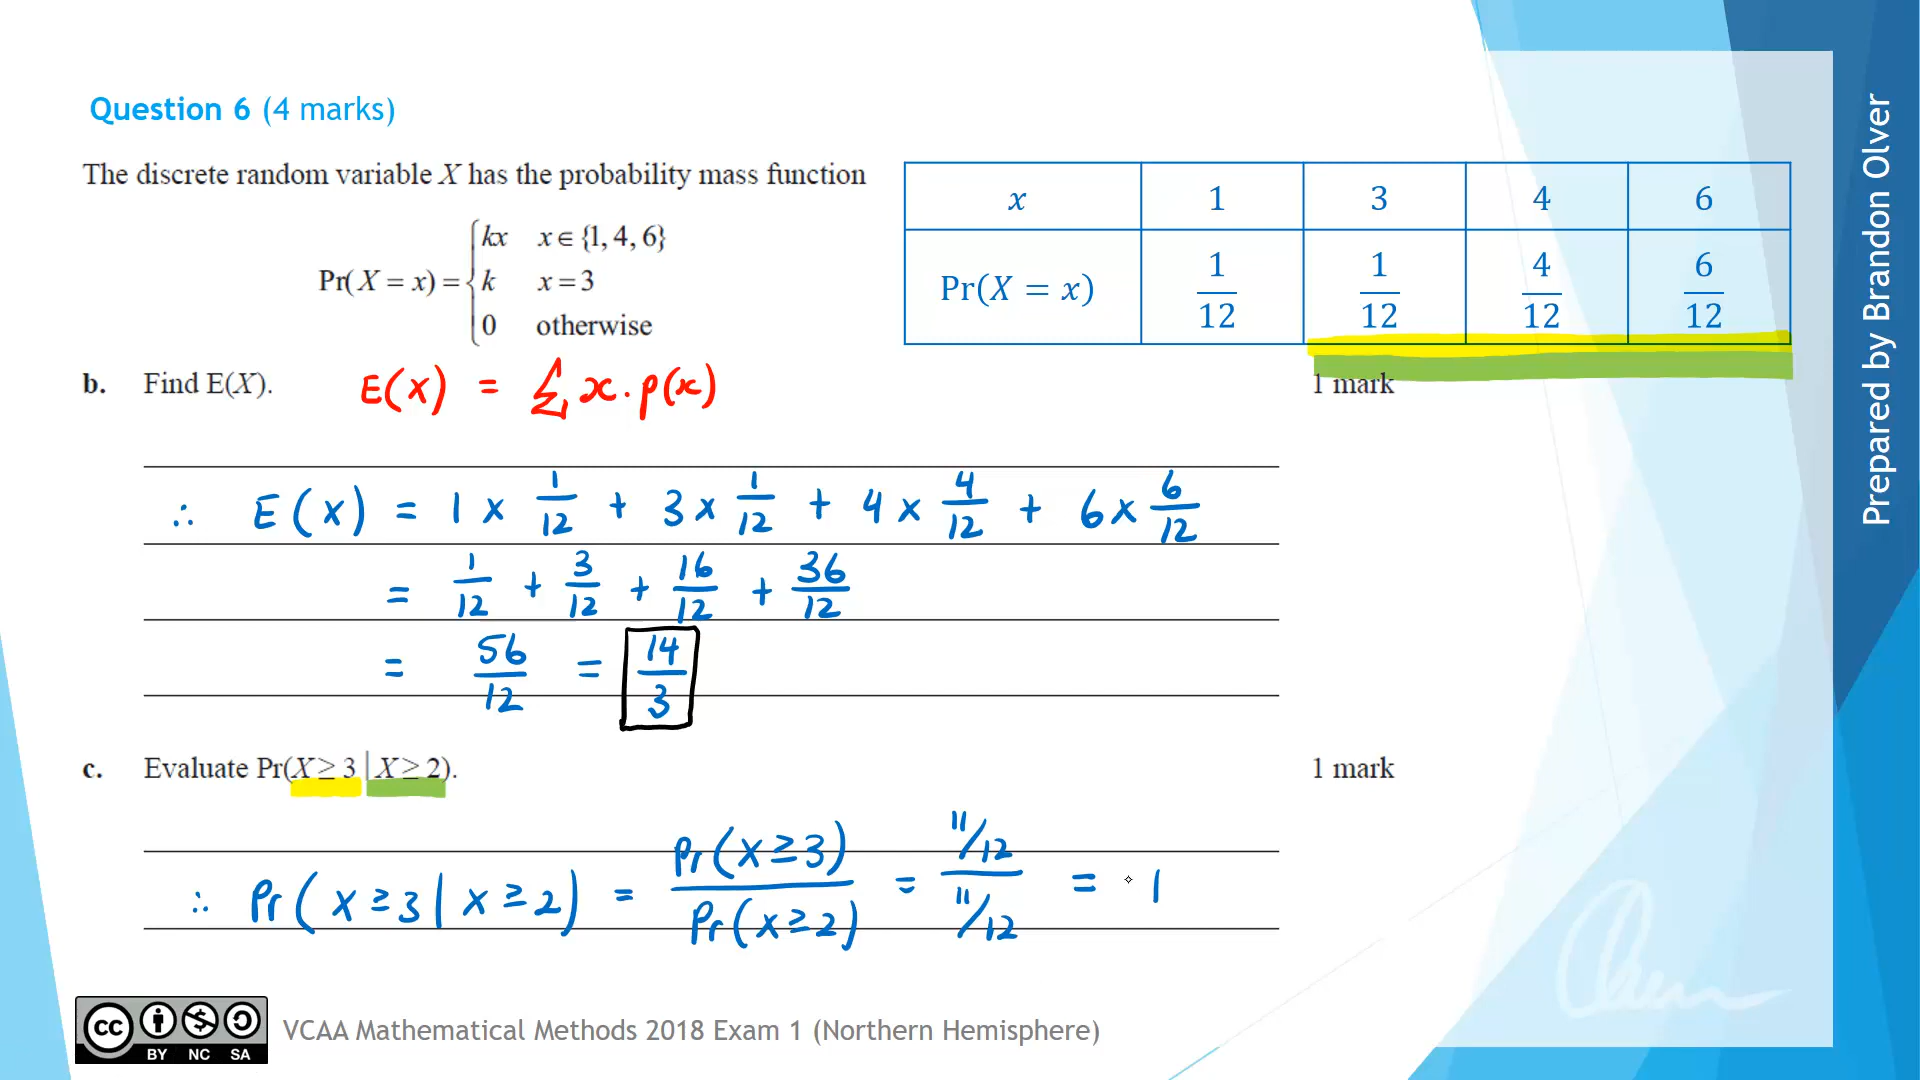 Question 6 (4 marks)
The discrete random variable X has the probability mass function
Pr(X = x) = { kx x ∈ {1, 4, 6}
k x = 3
0 otherwise
x 1 3 4 6
Pr(X = x) 1/12 1/12 4/12 6/12
b. Find E(X). E(X) = Σ x · p(x) 1 mark
∴ E(X) = 1 × 1/12 + 3 × 1/12 + 4 × 4/12 + 6 × 6/12
= 1/12 + 3/12 + 16/12 + 36/12
= 56/12 = 14/3
c. Evaluate Pr(X ≥ 3 | X ≥ 2). 1 mark
∴ Pr(X ≥ 3 | X ≥ 2) = Pr(X ≥ 3)/Pr(X ≥ 2) = 11/12 / 11/12 = 1
cc BY NC SA
VCAA Mathematical Methods 2018 Exam 1 (Northern Hemisphere)
Prepared by Brandon Olver